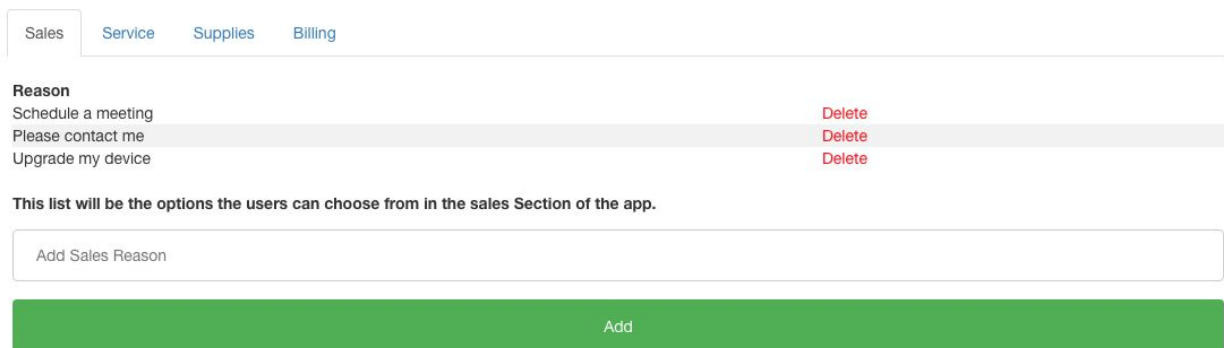 Sales Service Supplies Billing
Reason
Schedule a meeting Delete
Please contact me Delete
Upgrade my device Delete
This list will be the options the users can choose from in the sales Section of the app.
Add Sales Reason
Add